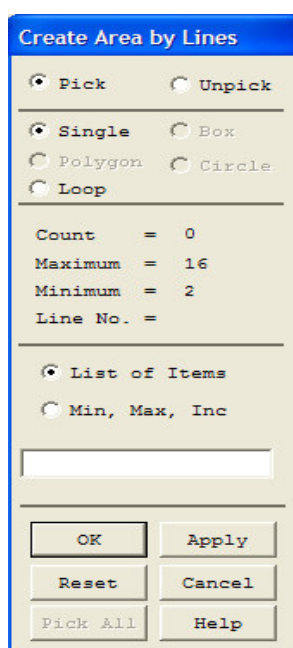 Create Area by Lines
Pick Unpick
Single Box
Polygon Circle
Loop
Count = 0
Maximum = 16
Minimum = 2
Line No. =
List of Items
Min, Max, Inc
OK Apply
Reset Cancel
Pick All Help